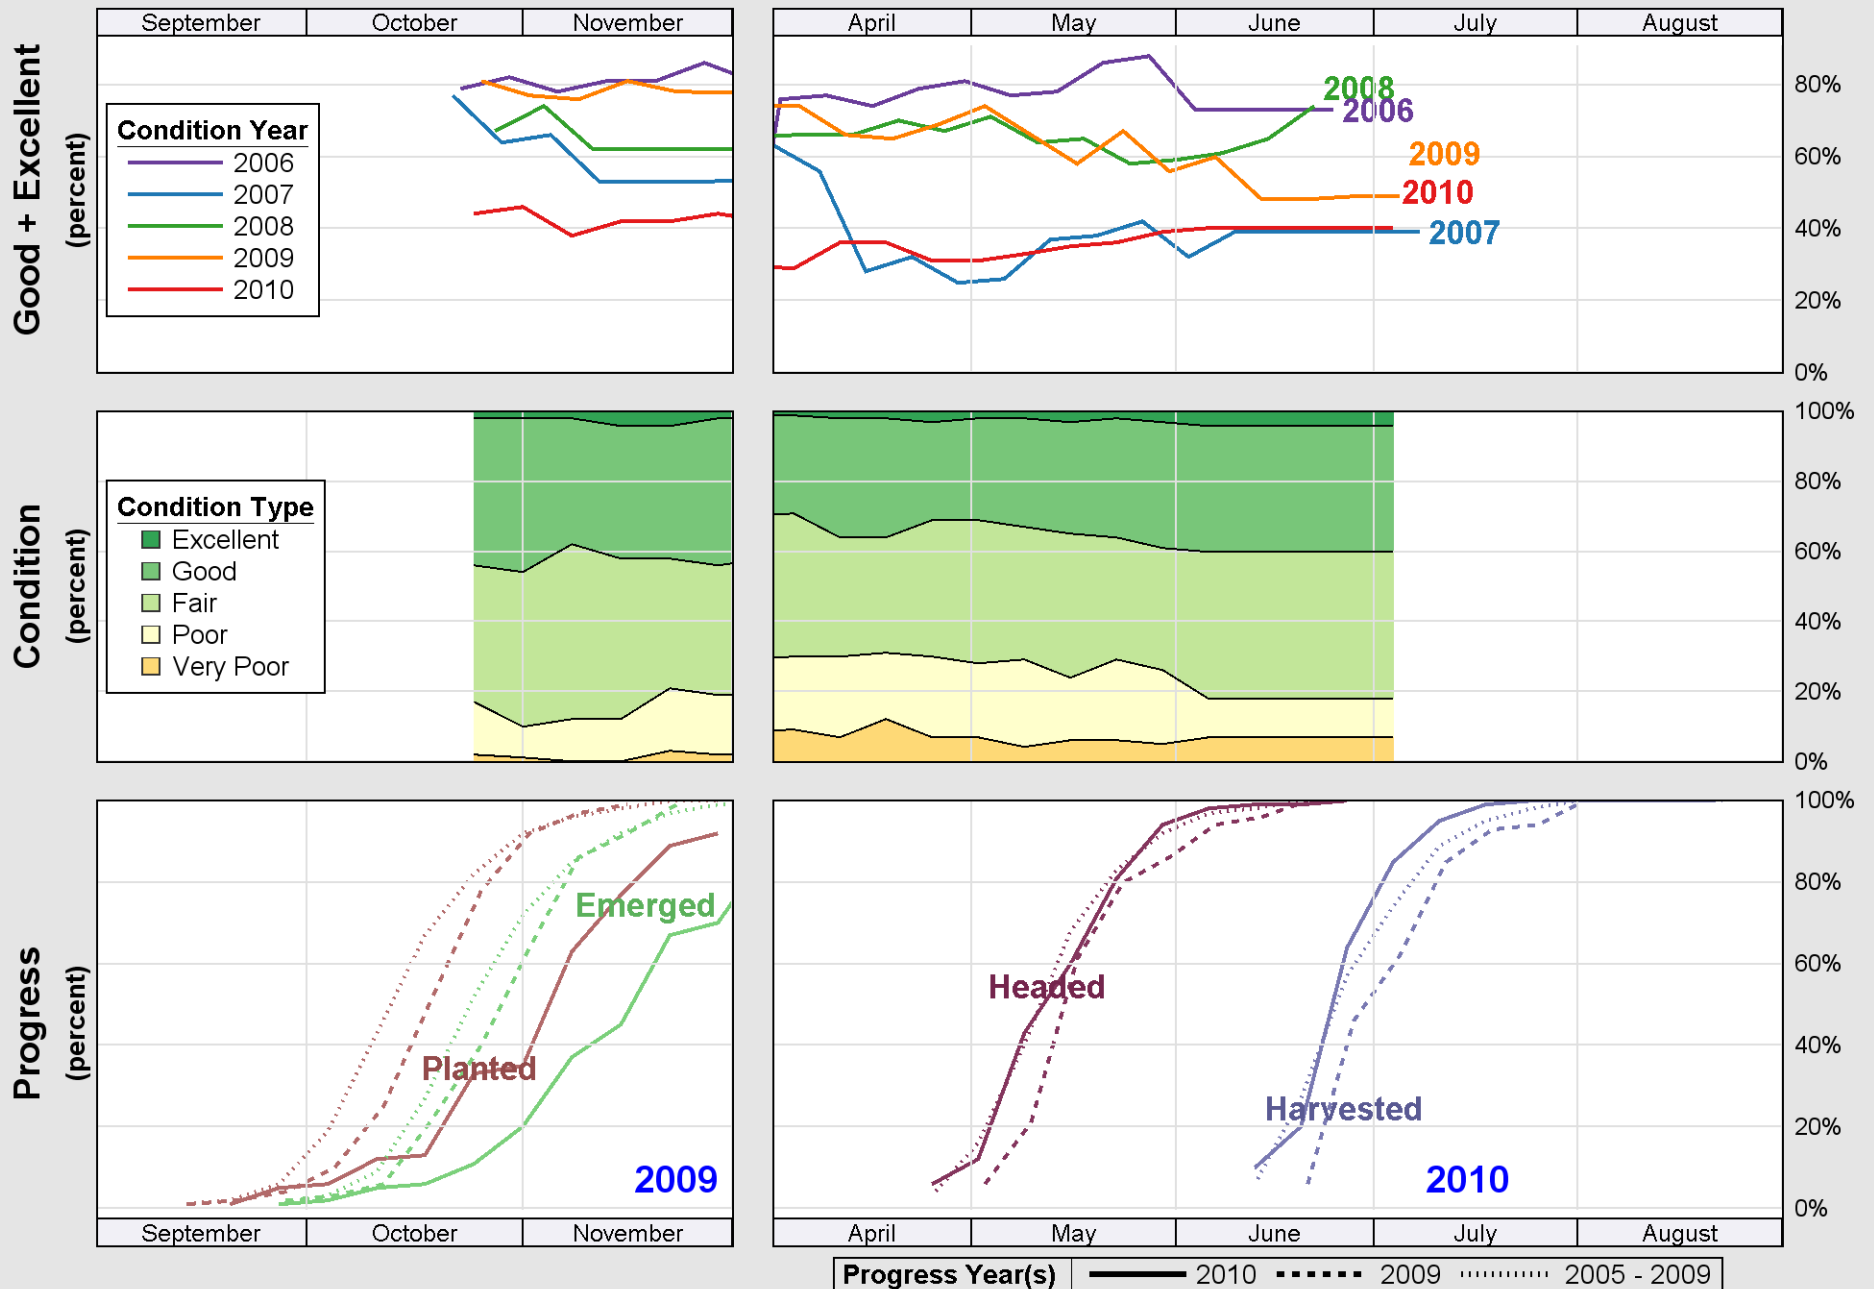 September October November April May June July August
Good + Excellent
(percent)
Condition Year
2006
2007
2008
2009
2010
2008
2006
2009
2010
2007
80%
60%
40%
20%
0%
Condition
(percent)
Condition Type
Excellent
Good
Fair
Poor
Very Poor
100%
80%
60%
40%
20%
0%
Progress
(percent)
Emerged
Planted
2009
Headed
Harvested
2010
100%
80%
60%
40%
20%
0%
September October November April May June July August
Progress Year(s) 2010 2009 2005 - 2009